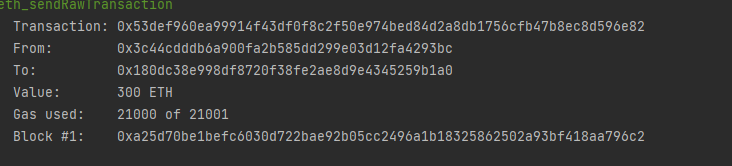 eth_sendRawTransaction
Transaction: 0x53def960ea99914f43df0f8c2f50e974bed84d2a8db1756cfb47b8ec8d596e82
From: 0x3c44cdddb6a900fa2b585dd299e03d12fa4293bc
To: 0x180dc38e998df8720f38fe2ae8d9e4345259b1a0
Value: 300 ETH
Gas used: 21000 of 21001
Block #1: 0xa25d70be1befc6030d722bae92b05cc2496a1b18325862502a93bf418aa796c2